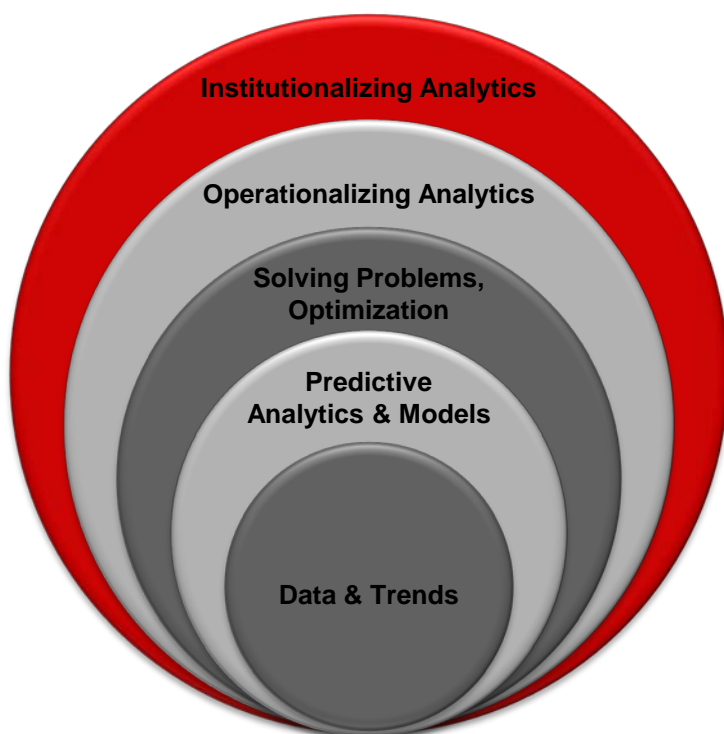 Institutionalizing Analytics
Operationalizing Analytics
Solving Problems,
Optimization
Predictive
Analytics & Models
Data & Trends